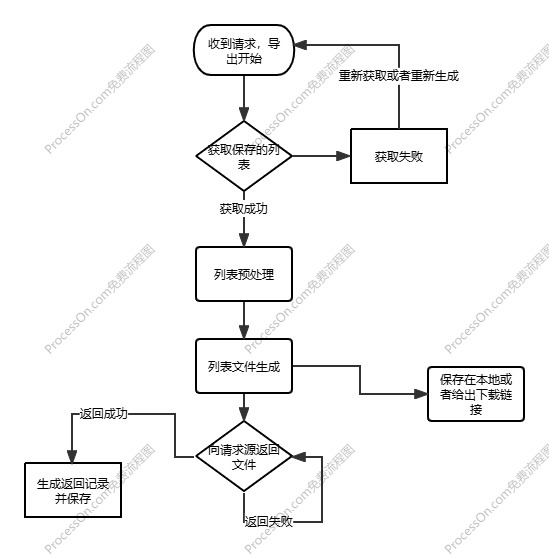 收到请求，导
出开始
重新获取或者重新生成
获取保存的列
表
获取失败
获取成功
列表预处理
列表文件生成
保存在本地或
者给出下载链
接
返回成功
向请求源返回
文件
生成返回记录
并保存
返回失败
ProcessOn.com免费流程图
ProcessOn.com免费流程图
ProcessOn.com免费流程图
ProcessOn.com免费流程图
ProcessOn.com免费流程图
ProcessOn.com免费流程图
ProcessOn.com免费流程图
ProcessOn.com免费流程图
ProcessOn.com免费流程图